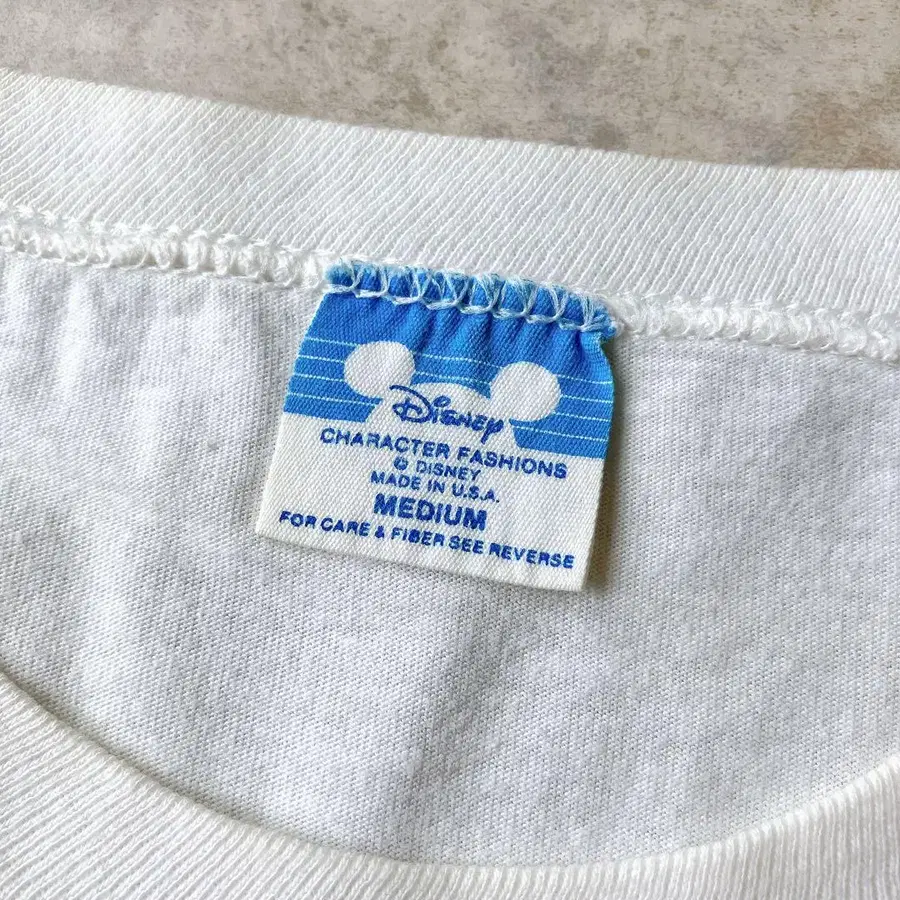 Disney
CHARACTER FASHIONS
© DISNEY
MADE IN U.S.A.
MEDIUM
FOR CARE & FIBER SEE REVERSE